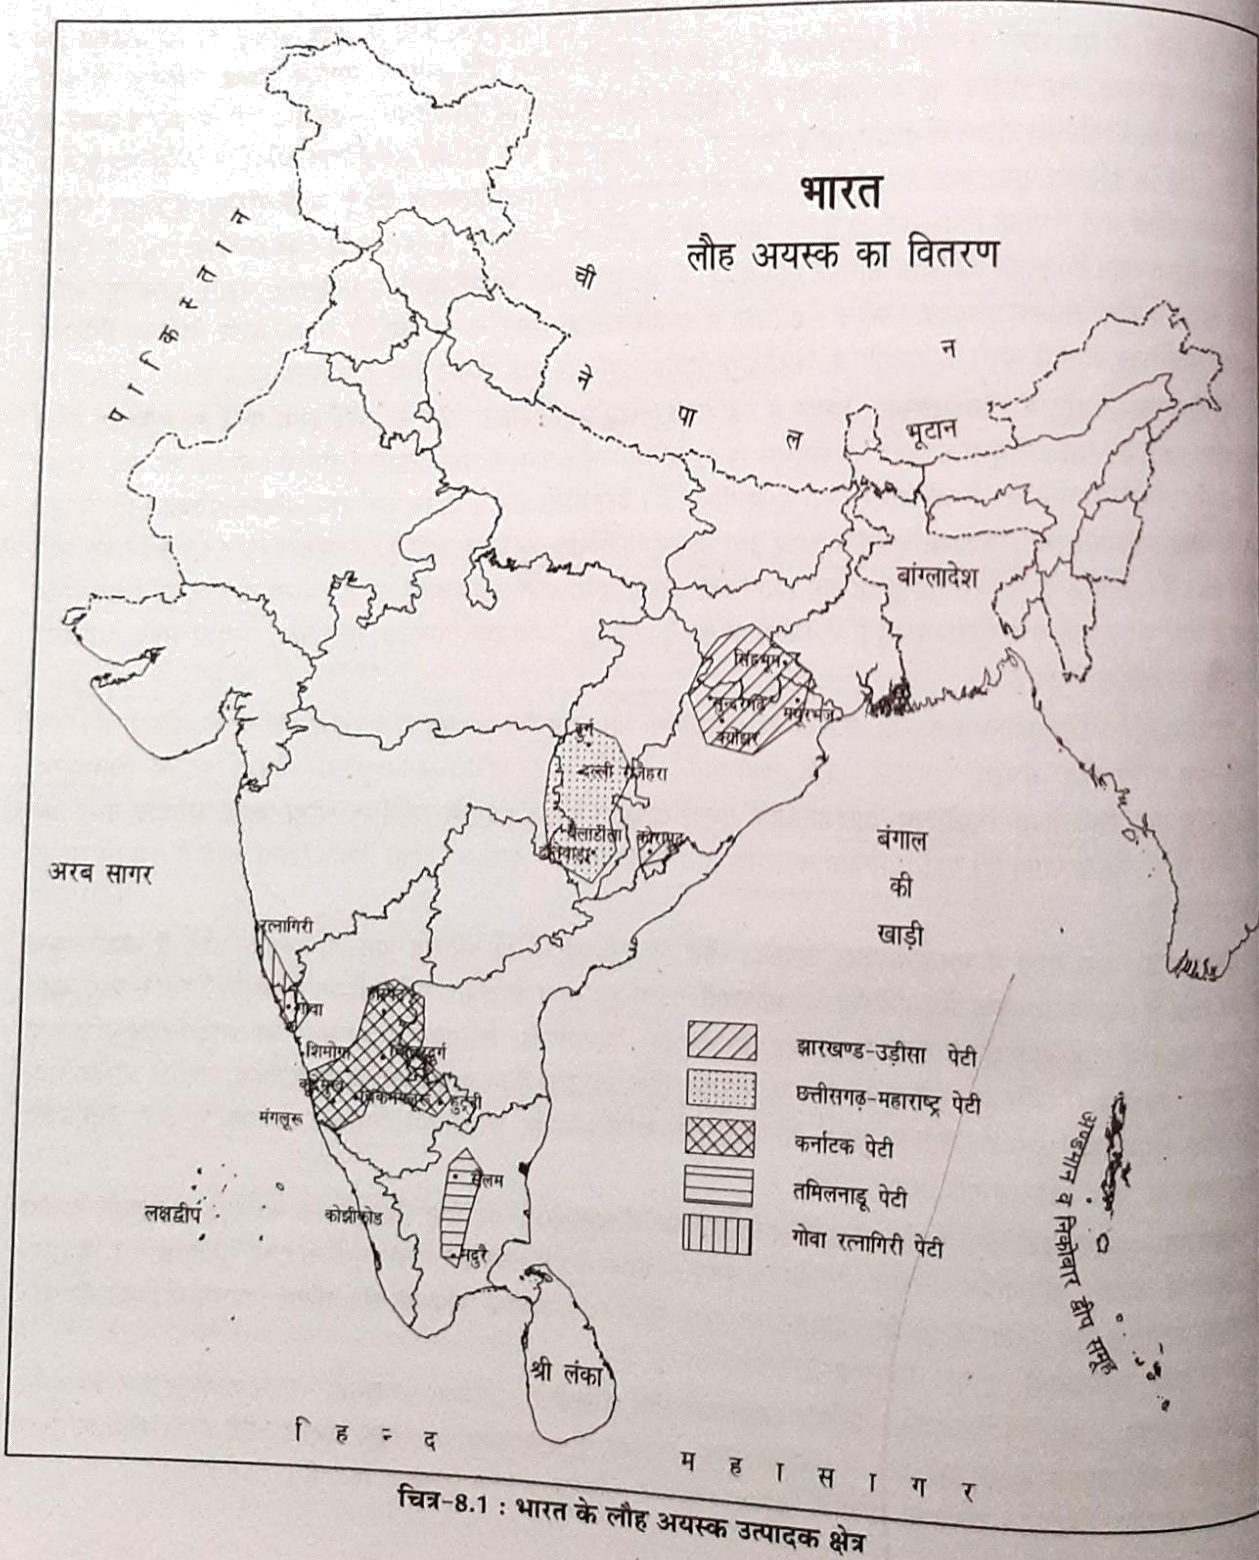 भारत
लौह अयस्क का वितरण
पाकिस्तान
ची
न
ने
पा
ल
भूटान
बांग्लादेश
सिंहभूम
सुन्दरगढ़
मयूरभंज
क्योंझर
दुर्ग
दल्ली राजहरा
बैलाडीला
कोरापुट
अरब सागर
बंगाल
की
खाड़ी
रत्नागिरी
गोवा
शिमोगा
मंगलूरू
सेलम
मदुरै
कोझीकोड
लक्षद्वीप
झारखण्ड-उड़ीसा पेटी
छत्तीसगढ़-महाराष्ट्र पेटी
कर्नाटक पेटी
तमिलनाडू पेटी
गोवा रत्नागिरी पेटी
अण्डमान व निकोबार द्वीप समूह
श्री लंका
हिन्द
महासागर
चित्र-8.1 : भारत के लौह अयस्क उत्पादक क्षेत्र